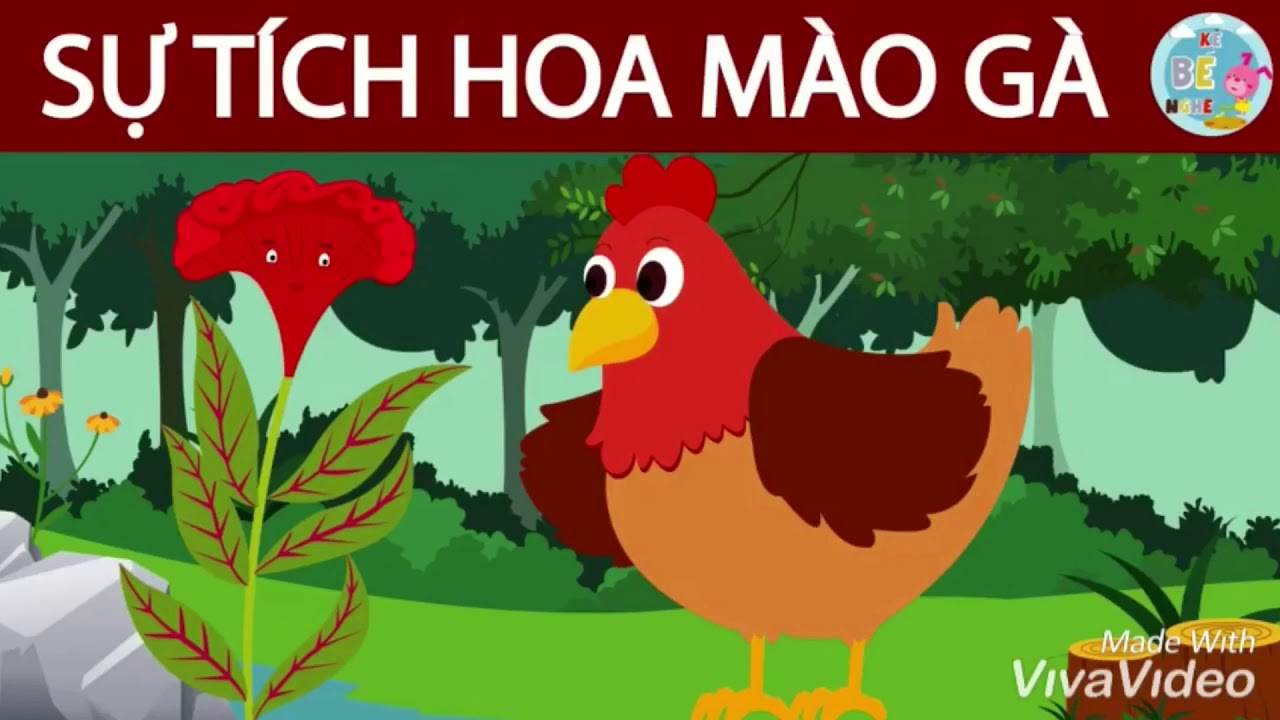 SỰ TÍCH HOA MÀO GÀ
KỂ
BÉ
NGHE
Made With
VivaVideo